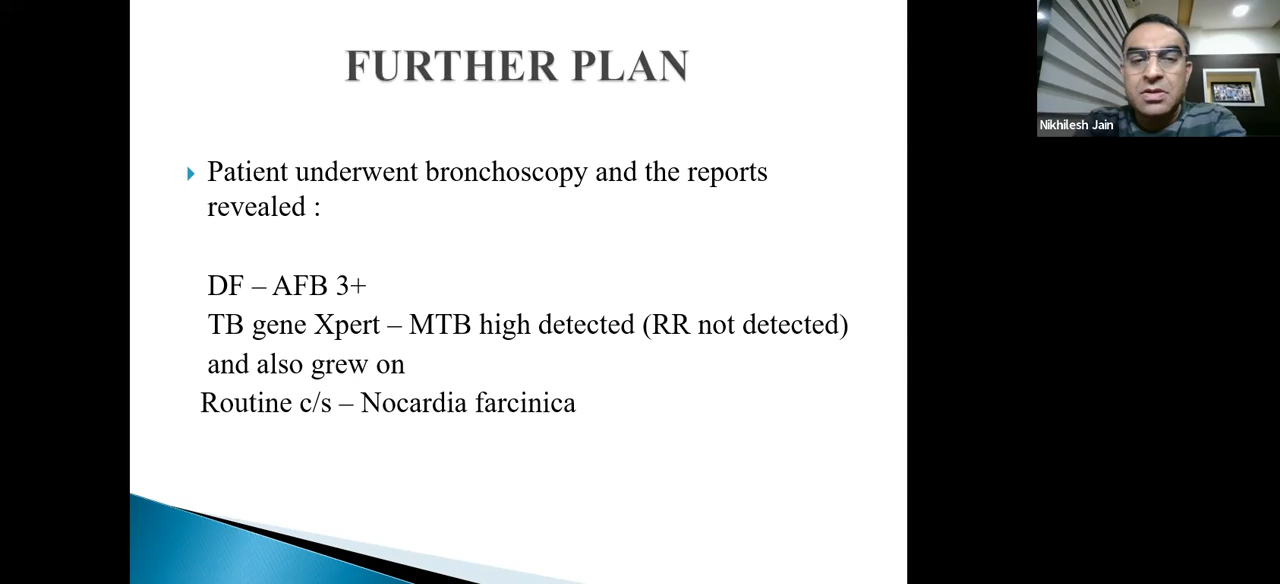 FURTHER PLAN
Patient underwent bronchoscopy and the reports
revealed :
DF – AFB 3+
TB gene Xpert – MTB high detected (RR not detected)
and also grew on
Routine c/s – Nocardia farcinica
Nikhilesh Jain